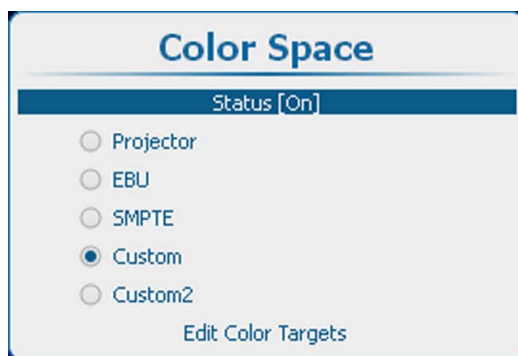 Color Space
Status [On]
Projector
EBU
SMPTE
Custom
Custom2
Edit Color Targets